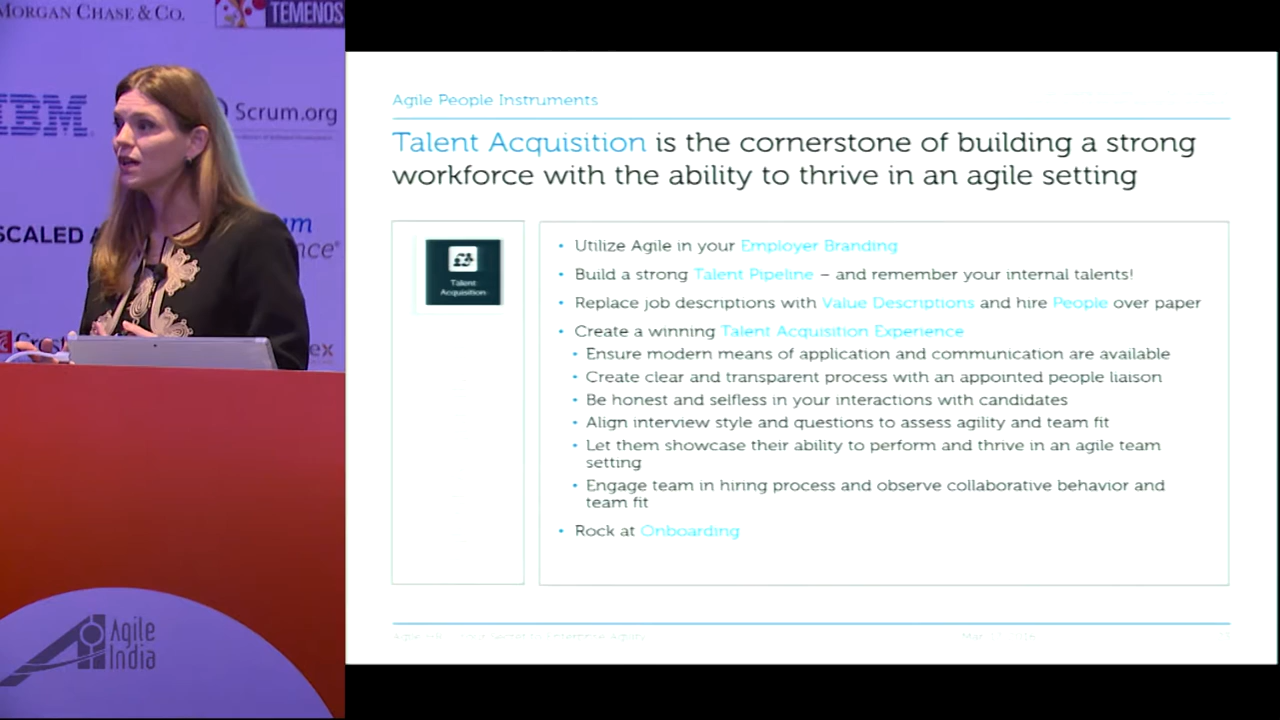 MORGAN CHASE & CO.
TEMENOS
IBM
Scrum.org
SCALED
Agile
India
Agile People Instruments
Talent Acquisition is the cornerstone of building a strong
workforce with the ability to thrive in an agile setting
Talent
Acquisition
• Utilize Agile in your Employer Branding
• Build a strong Talent Pipeline – and remember your internal talents!
• Replace job descriptions with Value Descriptions and hire People over paper
• Create a winning Talent Acquisition Experience
• Ensure modern means of application and communication are available
• Create clear and transparent process with an appointed people liaison
• Be honest and selfless in your interactions with candidates
• Align interview style and questions to assess agility and team fit
• Let them showcase their ability to perform and thrive in an agile team
setting
• Engage team in hiring process and observe collaborative behavior and
team fit
• Rock at Onboarding